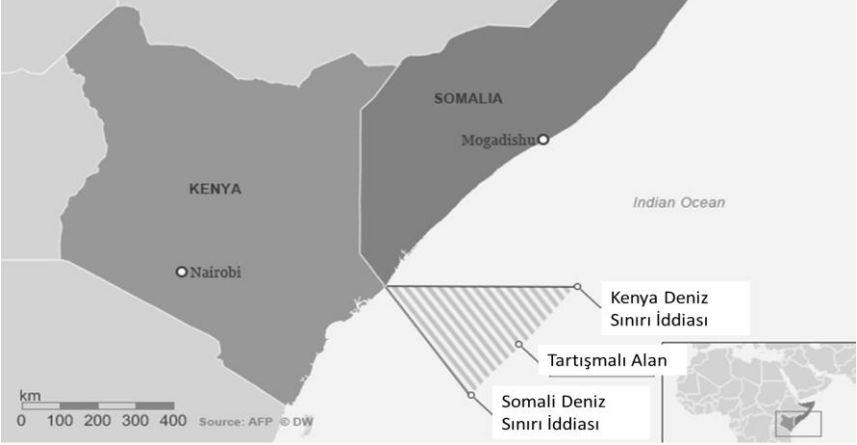 SOMALIA
Mogadishu
KENYA
Indian Ocean
Nairobi
Kenya Deniz
Sınırı İddiası
Tartışmalı Alan
Somali Deniz
Sınırı İddiası
km
0 100 200 300 400
Source: AFP © DW